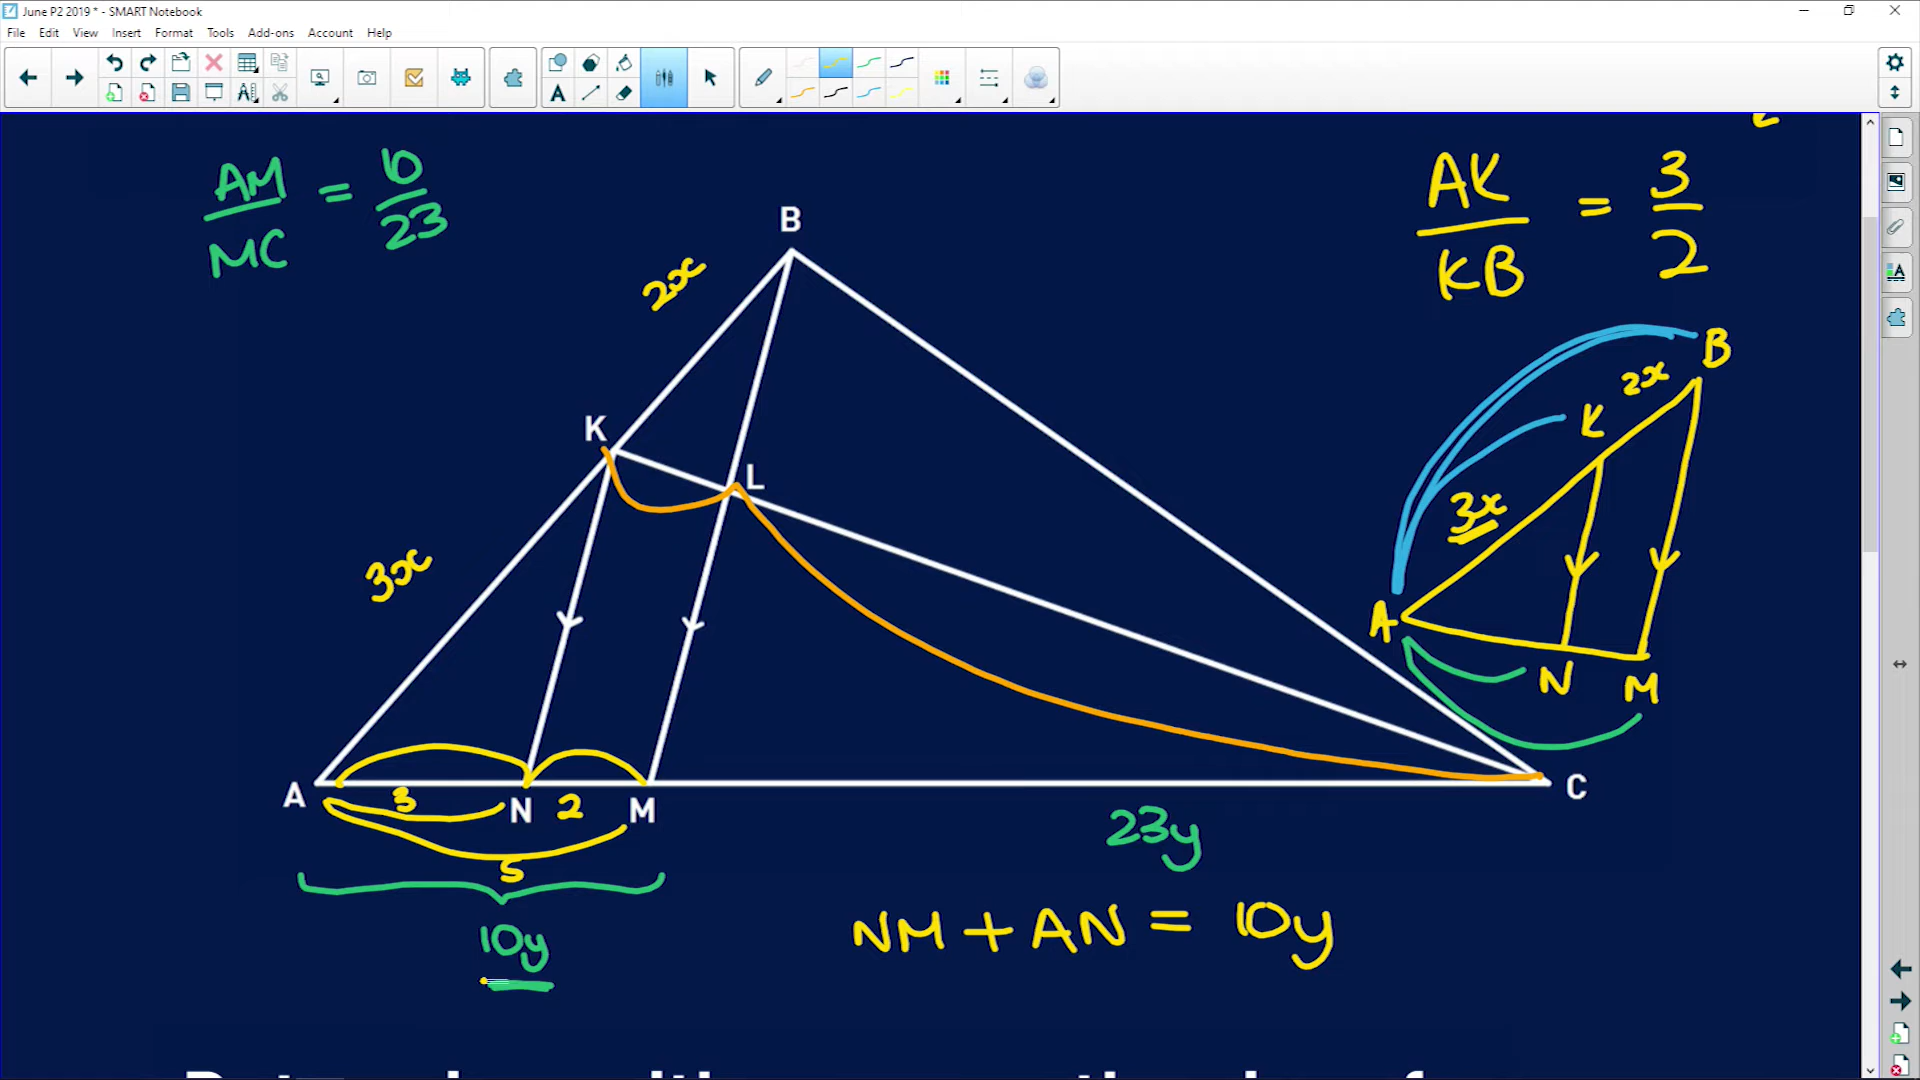 June P2 2019 * - SMART Notebook
File Edit View Insert Format Tools Add-ons Account Help
AM / MC = 10 / 23
AK / KB = 3 / 2
B
2x
K
L
3x
A
3
N
2
M
5
C
10y
23y
NM + AN = 10y
B
2x
K
3x
A
N
M